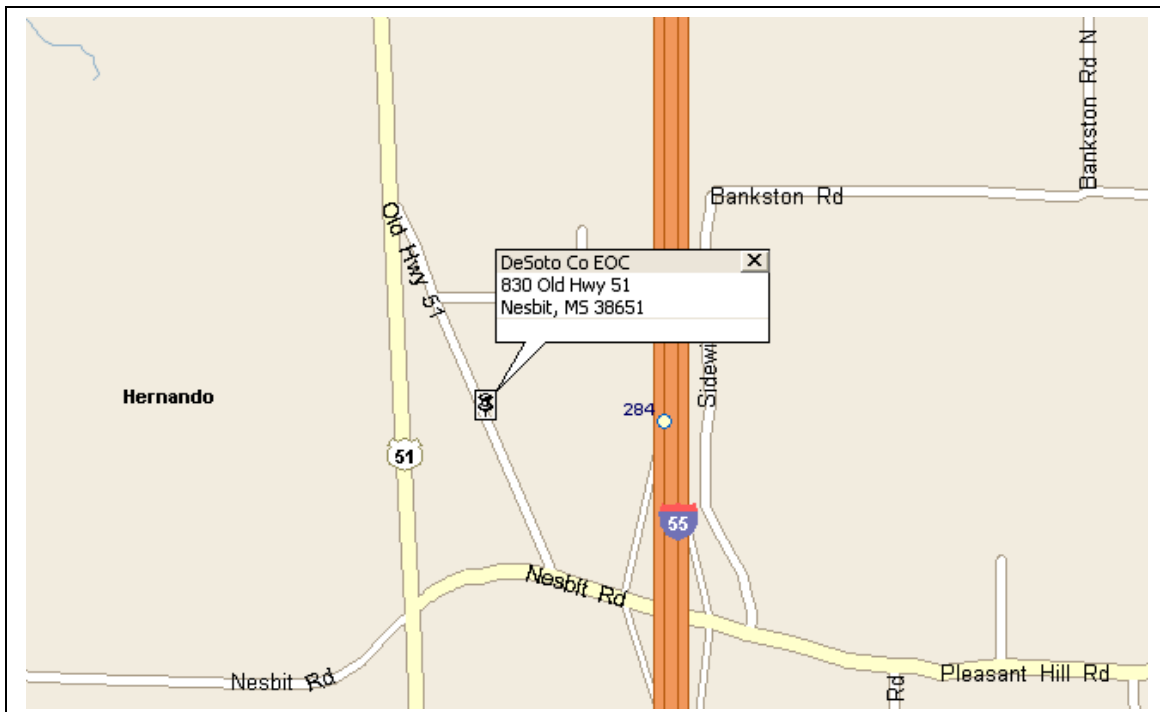 Bankston Rd N
Bankston Rd
Old Hwy 51
DeSoto Co EOC
830 Old Hwy 51
Nesbit, MS 38651
Hernando
284
51
55
Nesbit Rd
Nesbit Rd
Pleasant Hill Rd
Rd